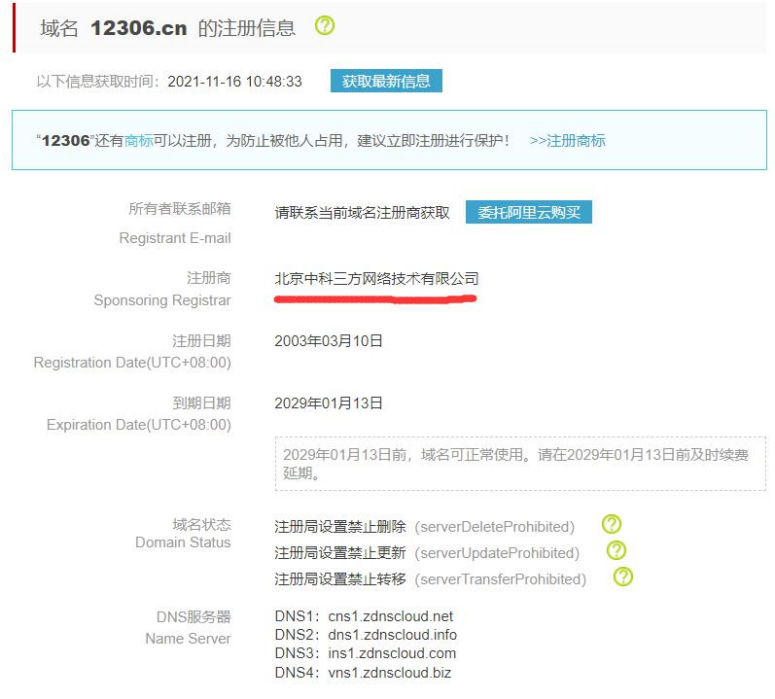 域名 12306.cn 的注册信息 ?
以下信息获取时间：2021-11-16 10:48:33 获取最新信息
“12306”还有商标可以注册，为防止被他人占用，建议立即注册进行保护！ >>注册商标
所有者联系邮箱 请联系当前域名注册商获取 委托阿里云购买
Registrant E-mail
注册商 北京中科三方网络技术有限公司
Sponsoring Registrar
注册日期 2003年03月10日
Registration Date(UTC+08:00)
到期日期 2029年01月13日
Expiration Date(UTC+08:00)
2029年01月13日前，域名可正常使用。请在2029年01月13日前及时续费
延期。
域名状态 注册局设置禁止删除 (serverDeleteProhibited) ?
Domain Status
注册局设置禁止更新 (serverUpdateProhibited) ?
注册局设置禁止转移 (serverTransferProhibited) ?
DNS服务器 DNS1：cns1.zdnscloud.net
Name Server DNS2：dns1.zdnscloud.info
DNS3：ins1.zdnscloud.com
DNS4：vns1.zdnscloud.biz